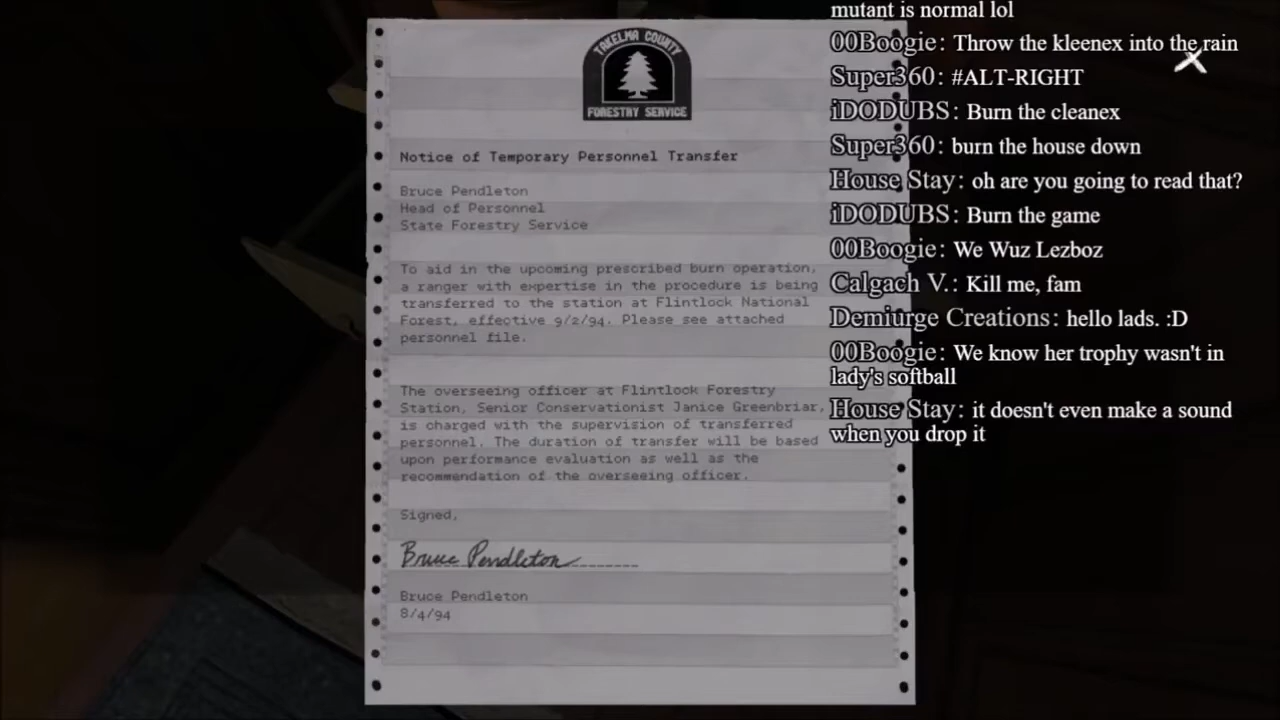 TAKELMA COUNTY
FORESTRY SERVICE
Notice of Temporary Personnel Transfer
Bruce Pendleton
Head of Personnel
State Forestry Service
To aid in the upcoming prescribed burn operation,
a ranger with expertise in the procedure is being
transferred to the station at Flintlock National
Forest, effective 9/2/94. Please see attached
personnel file.
The overseeing officer at Flintlock Forestry
Station, Senior Conservationist Janice Greenbriar,
is charged with the supervision of transferred
personnel. The duration of transfer will be based
upon performance evaluation as well as the
recommendation of the overseeing officer.
Signed,
Bruce Pendleton
Bruce Pendleton
8/4/94
mutant is normal lol
00Boogie: Throw the kleenex into the rain
Super360: #ALT-RIGHT
iDODUBS: Burn the cleanex
Super360: burn the house down
House Stay: oh are you going to read that?
iDODUBS: Burn the game
00Boogie: We Wuz Lezboz
Calgach V.: Kill me, fam
Demiurge Creations: hello lads. :D
00Boogie: We know her trophy wasn't in
lady's softball
House Stay: it doesn't even make a sound
when you drop it